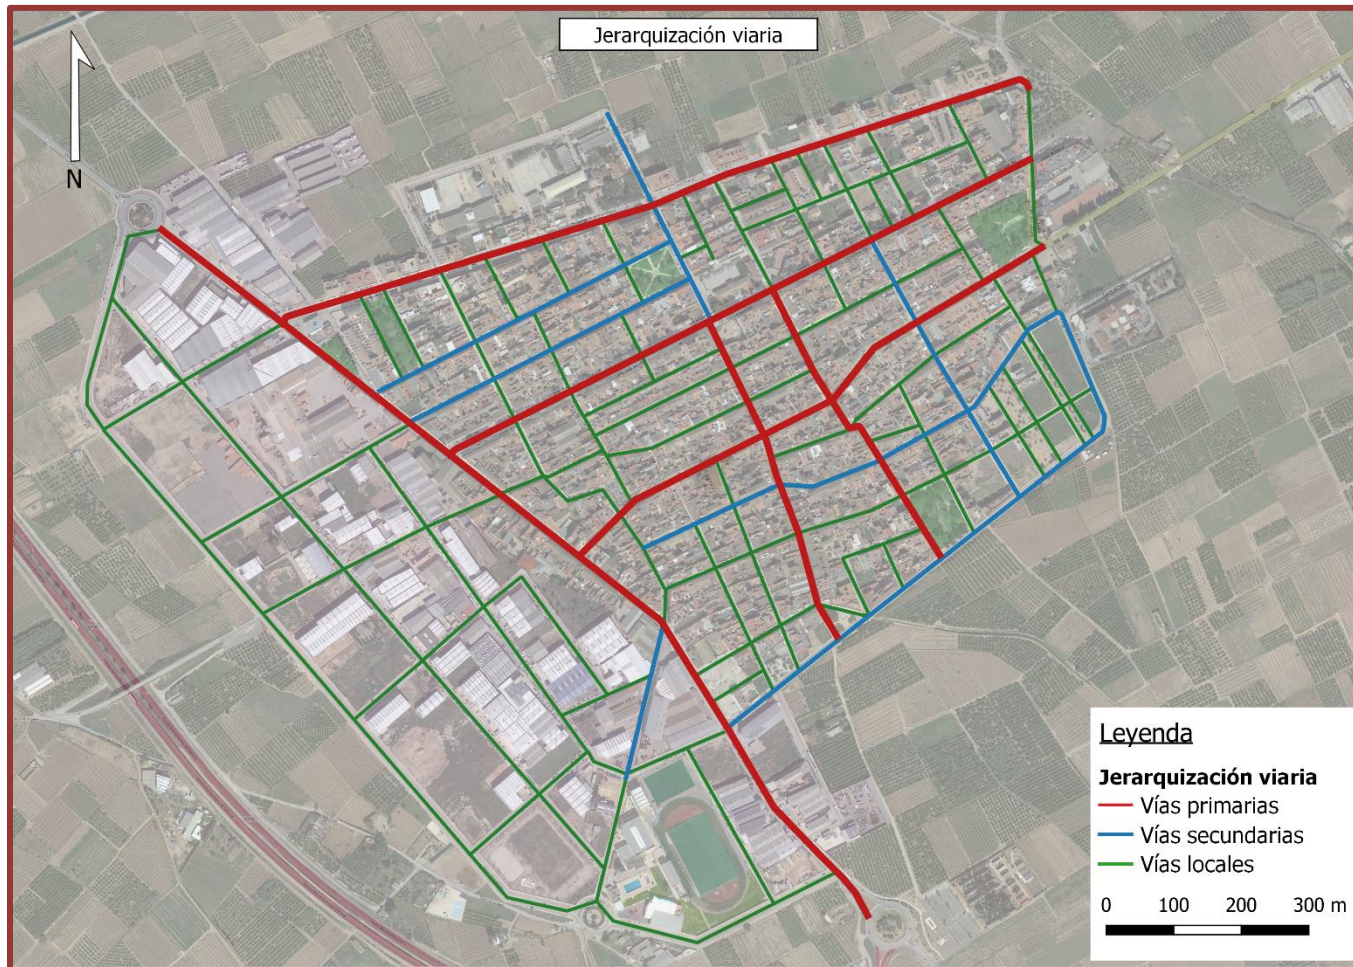 Jerarquización viaria
N
Leyenda
Jerarquización viaria
Vías primarias
Vías secundarias
Vías locales
0 100 200 300 m